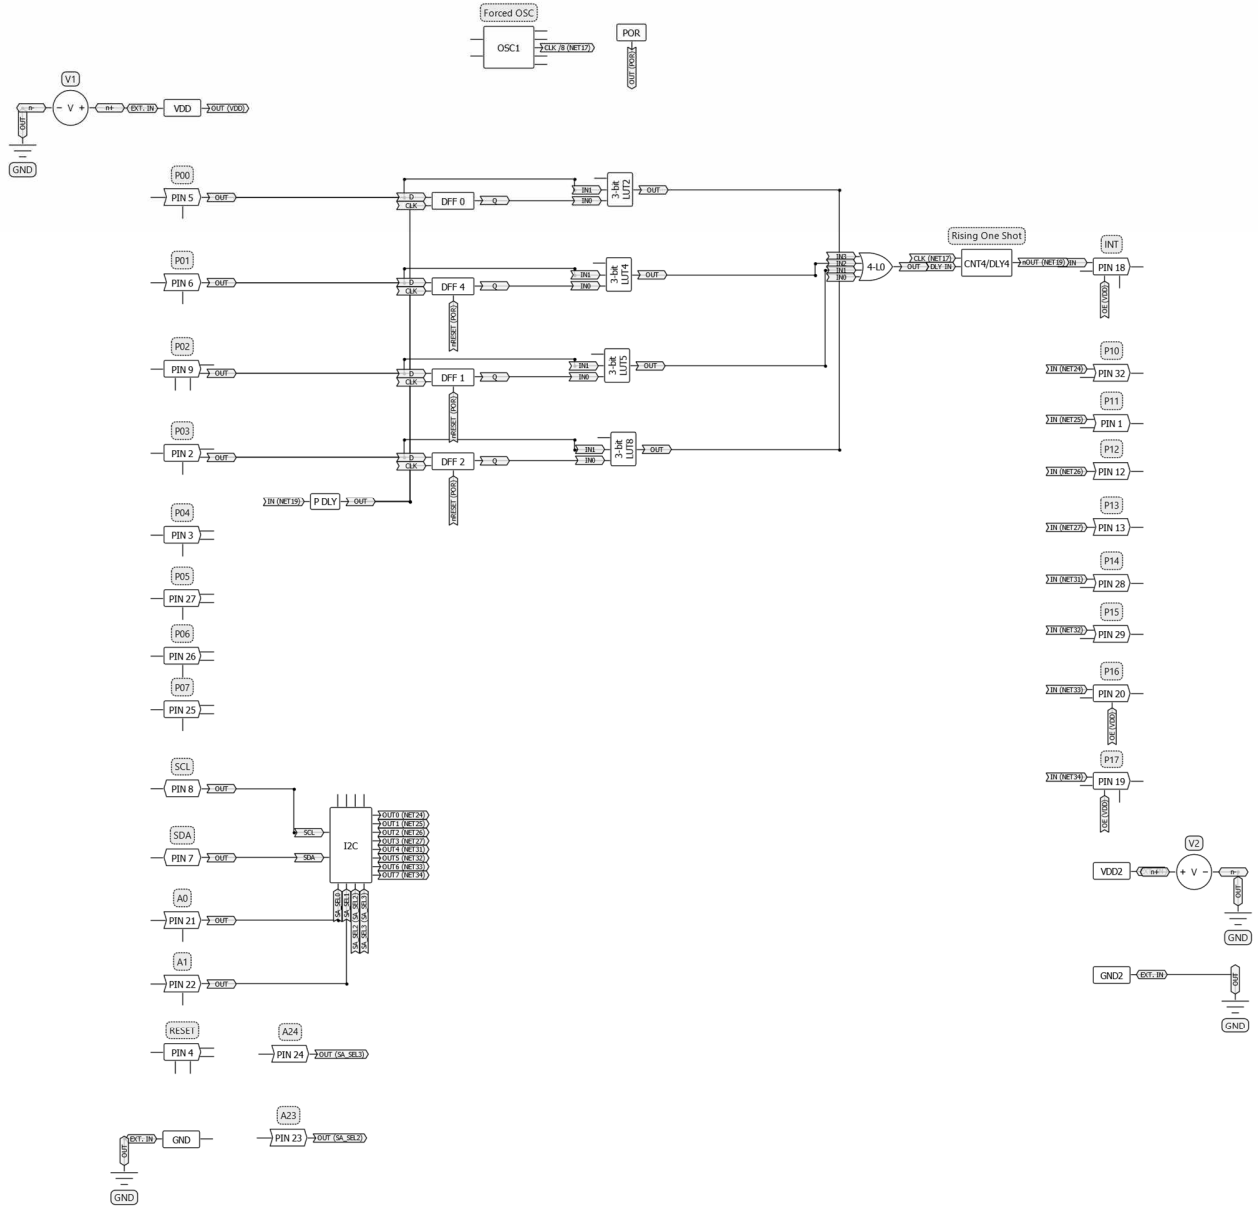 Forced OSC
OSC1
CLK /8 (NET17)
POR
OUT (POR)
V1
n-
− V +
n+
EXT. IN
VDD
OUT (VDD)
OUT
GND
P00
PIN 5
OUT
D
CLK
DFF 0
Q
IN1
IN0
3-bit
LUT2
OUT
P01
PIN 6
OUT
D
CLK
DFF 4
Q
nRESET (POR)
IN1
IN0
3-bit
LUT4
OUT
IN3
IN2
IN1
IN0
4-L0
CLK (NET17)
OUT
DLY IN
Rising One Shot
CNT4/DLY4
nOUT (NET19)
IN
INT
PIN 18
OE (VDD)
P02
PIN 9
OUT
D
CLK
DFF 1
Q
nRESET (POR)
IN1
IN0
3-bit
LUT5
OUT
P10
IN (NET24)
PIN 32
P11
IN (NET25)
PIN 1
P03
PIN 2
OUT
D
CLK
DFF 2
Q
nRESET (POR)
IN1
IN0
3-bit
LUT8
OUT
P12
IN (NET26)
PIN 12
IN (NET19)
P DLY
OUT
P04
PIN 3
P13
IN (NET27)
PIN 13
P05
PIN 27
P14
IN (NET31)
PIN 28
P06
PIN 26
P15
IN (NET32)
PIN 29
P07
PIN 25
P16
IN (NET33)
PIN 20
OE (VDD)
SCL
PIN 8
OUT
SCL
P17
IN (NET34)
PIN 19
OE (VDD)
SDA
PIN 7
OUT
SDA
I2C
OUT0 (NET24)
OUT1 (NET25)
OUT2 (NET26)
OUT3 (NET27)
OUT4 (NET31)
OUT5 (NET32)
OUT6 (NET33)
OUT7 (NET34)
SA_SEL0
SA_SEL1
SA_SEL2 (SA_SEL2)
SA_SEL3 (SA_SEL3)
V2
VDD2
n+
+ V −
n-
OUT
GND
A0
PIN 21
OUT
A1
PIN 22
OUT
GND2
EXT. IN
OUT
GND
RESET
PIN 4
A24
PIN 24
OUT (SA_SEL3)
A23
PIN 23
OUT (SA_SEL2)
OUT
EXT. IN
GND
GND